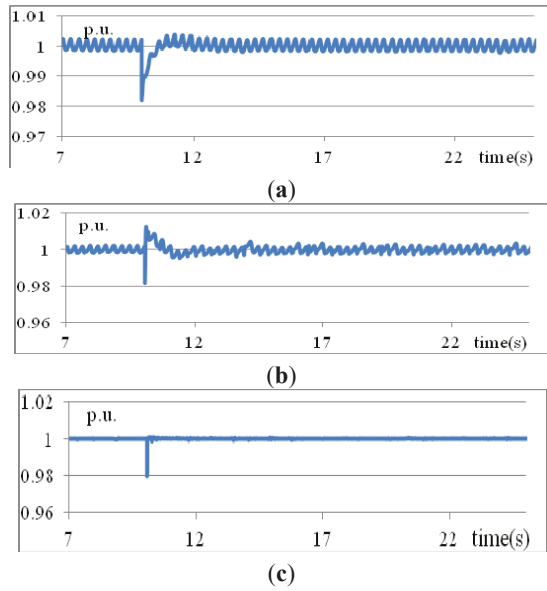 1.01
p.u.
1
0.99
0.98
0.97
7 12 17 22 time(s)
(a)
1.02
p.u.
1
0.98
0.96
7 12 17 22 time(s)
(b)
1.02
p.u.
1
0.98
0.96
7 12 17 22 time(s)
(c)